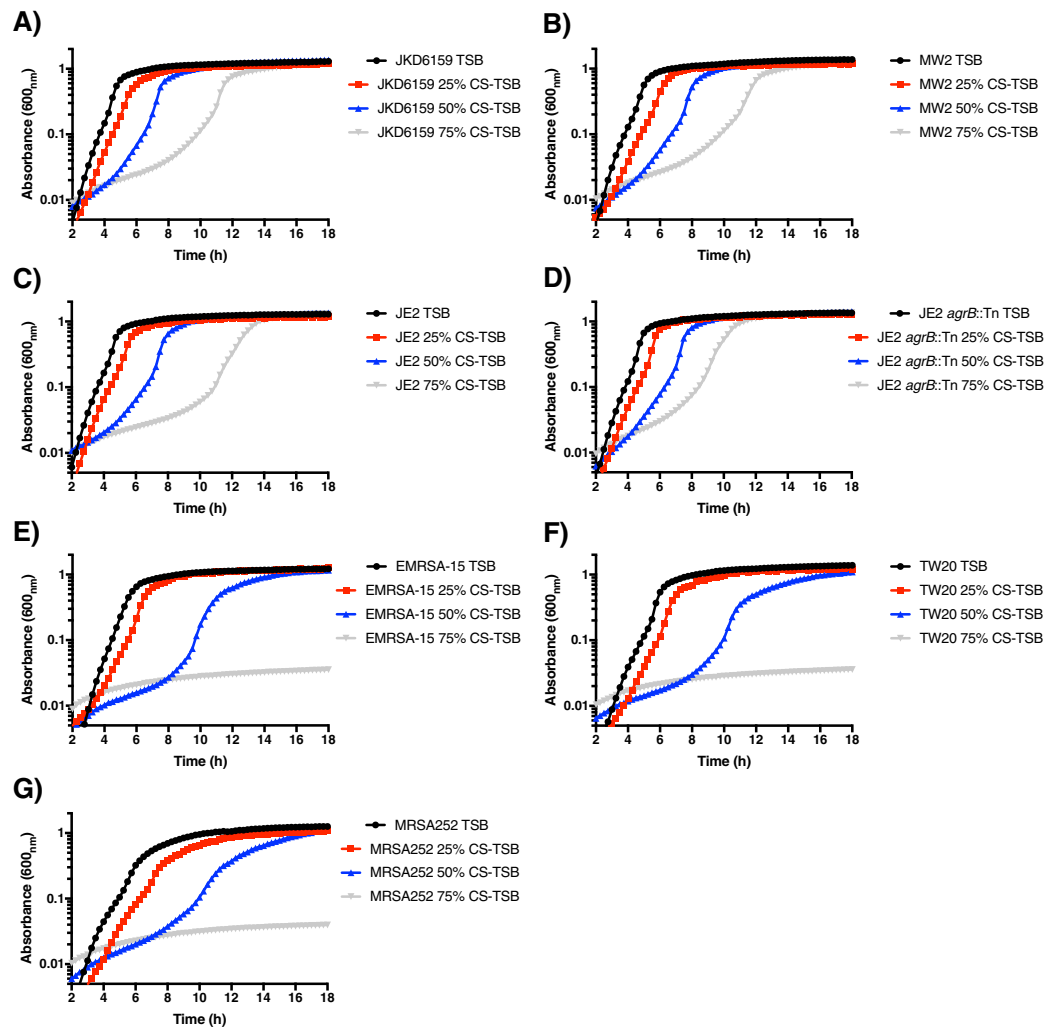 A)
JKD6159 TSB
JKD6159 25% CS-TSB
JKD6159 50% CS-TSB
JKD6159 75% CS-TSB
Absorbance (600nm)
1
0.1
0.01
2 4 6 8 10 12 14 16 18
Time (h)
B)
MW2 TSB
MW2 25% CS-TSB
MW2 50% CS-TSB
MW2 75% CS-TSB
Absorbance (600nm)
1
0.1
0.01
2 4 6 8 10 12 14 16 18
Time (h)
C)
JE2 TSB
JE2 25% CS-TSB
JE2 50% CS-TSB
JE2 75% CS-TSB
Absorbance (600nm)
1
0.1
0.01
2 4 6 8 10 12 14 16 18
Time (h)
D)
JE2 agrB::Tn TSB
JE2 agrB::Tn 25% CS-TSB
JE2 agrB::Tn 50% CS-TSB
JE2 agrB::Tn 75% CS-TSB
Absorbance (600nm)
1
0.1
0.01
2 4 6 8 10 12 14 16 18
Time (h)
E)
EMRSA-15 TSB
EMRSA-15 25% CS-TSB
EMRSA-15 50% CS-TSB
EMRSA-15 75% CS-TSB
Absorbance (600nm)
1
0.1
0.01
2 4 6 8 10 12 14 16 18
Time (h)
F)
TW20 TSB
TW20 25% CS-TSB
TW20 50% CS-TSB
TW20 75% CS-TSB
Absorbance (600nm)
1
0.1
0.01
2 4 6 8 10 12 14 16 18
Time (h)
G)
MRSA252 TSB
MRSA252 25% CS-TSB
MRSA252 50% CS-TSB
MRSA252 75% CS-TSB
Absorbance (600nm)
1
0.1
0.01
2 4 6 8 10 12 14 16 18
Time (h)